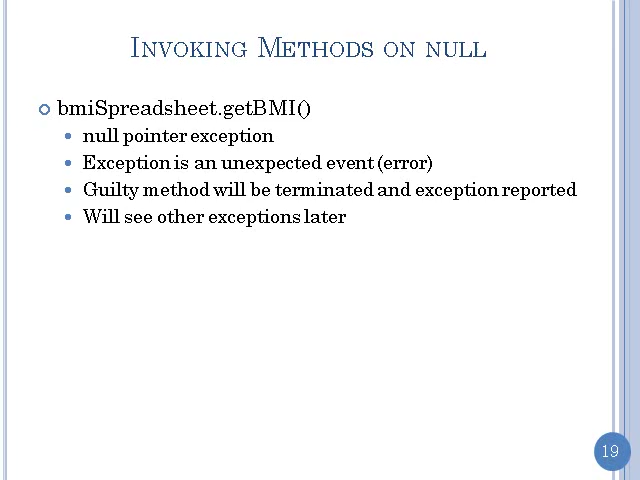 INVOKING METHODS ON NULL
bmiSpreadsheet.getBMI()
null pointer exception
Exception is an unexpected event (error)
Guilty method will be terminated and exception reported
Will see other exceptions later
19